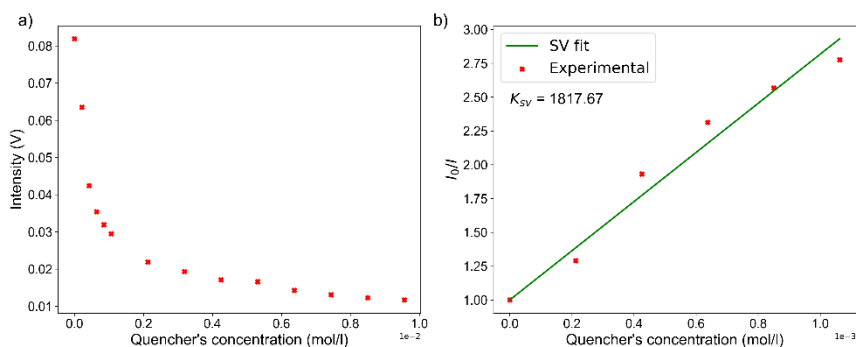 a)
Intensity (V)
0.08
0.07
0.06
0.05
0.04
0.03
0.02
0.01
0.0
0.2
0.4
0.6
0.8
1.0
1e-2
Quencher's concentration (mol/l)
b)
I₀/I
3.00
2.75
2.50
2.25
2.00
1.75
1.50
1.25
1.00
SV fit
Experimental
K_SV = 1817.67
0.0
0.2
0.4
0.6
0.8
1.0
1e-3
Quencher's concentration (mol/l)